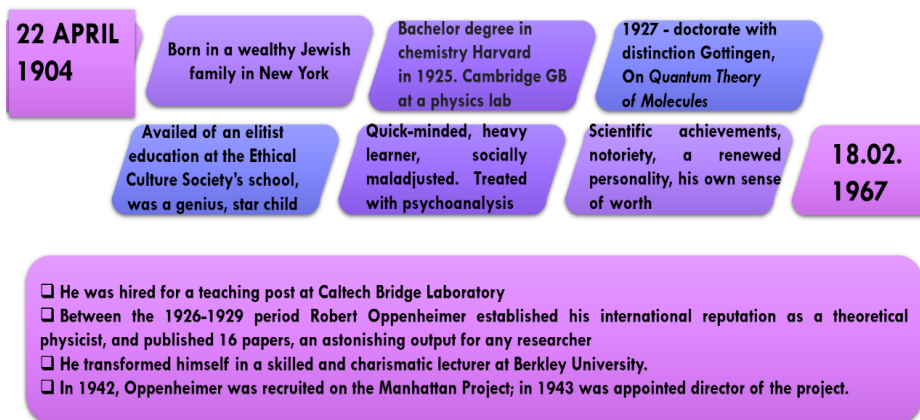 22 APRIL
1904
Born in a wealthy Jewish
family in New York
Bachelor degree in
chemistry Harvard
in 1925. Cambridge GB
at a physics lab
1927 - doctorate with
distinction Gottingen,
On Quantum Theory
of Molecules
Availed of an elitist
education at the Ethical
Culture Society's school,
was a genius, star child
Quick-minded, heavy
learner, socially
maladjusted. Treated
with psychoanalysis
Scientific achievements,
notoriety, a renewed
personality, his own sense
of worth
18.02.
1967
❑ He was hired for a teaching post at Caltech Bridge Laboratory
❑ Between the 1926-1929 period Robert Oppenheimer established his international reputation as a theoretical
physicist, and published 16 papers, an astonishing output for any researcher
❑ He transformed himself in a skilled and charismatic lecturer at Berkley University.
❑ In 1942, Oppenheimer was recruited on the Manhattan Project; in 1943 was appointed director of the project.